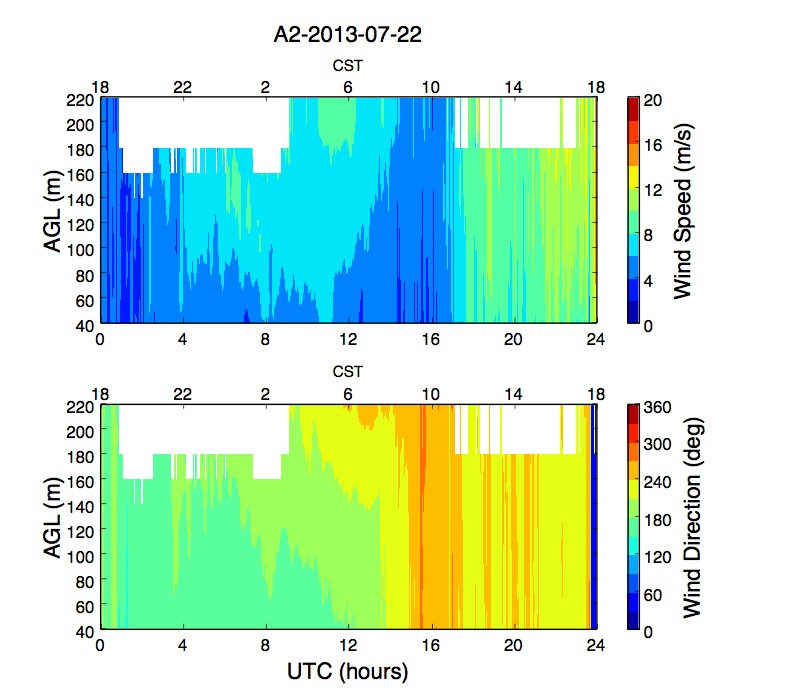 A2-2013-07-22
CST
18 22 2 6 10 14 18
220
200
180
160
140
120
100
80
60
40
AGL (m)
0 4 8 12 16 20 24
20
16
12
8
4
0
Wind Speed (m/s)
CST
18 22 2 6 10 14 18
220
200
180
160
140
120
100
80
60
40
AGL (m)
0 4 8 12 16 20 24
UTC (hours)
360
300
240
180
120
60
0
Wind Direction (deg)